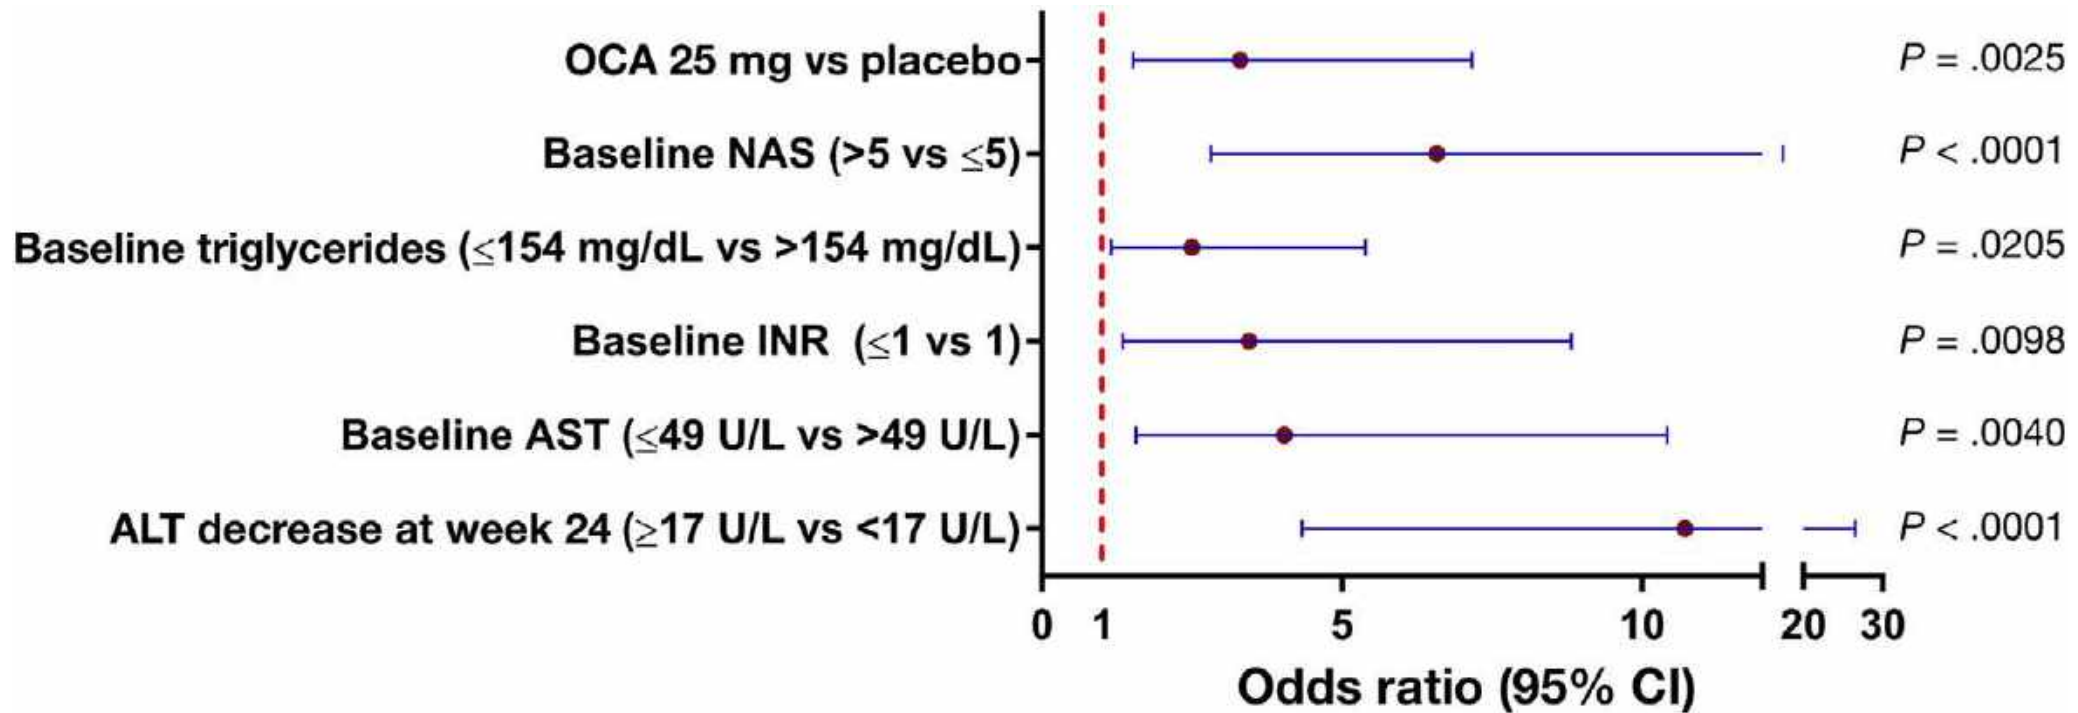 OCA 25 mg vs placebo P = .0025
Baseline NAS (>5 vs ≤5) P < .0001
Baseline triglycerides (≤154 mg/dL vs >154 mg/dL) P = .0205
Baseline INR (≤1 vs 1) P = .0098
Baseline AST (≤49 U/L vs >49 U/L) P = .0040
ALT decrease at week 24 (≥17 U/L vs <17 U/L) P < .0001
0 1 5 10 20 30
Odds ratio (95% CI)